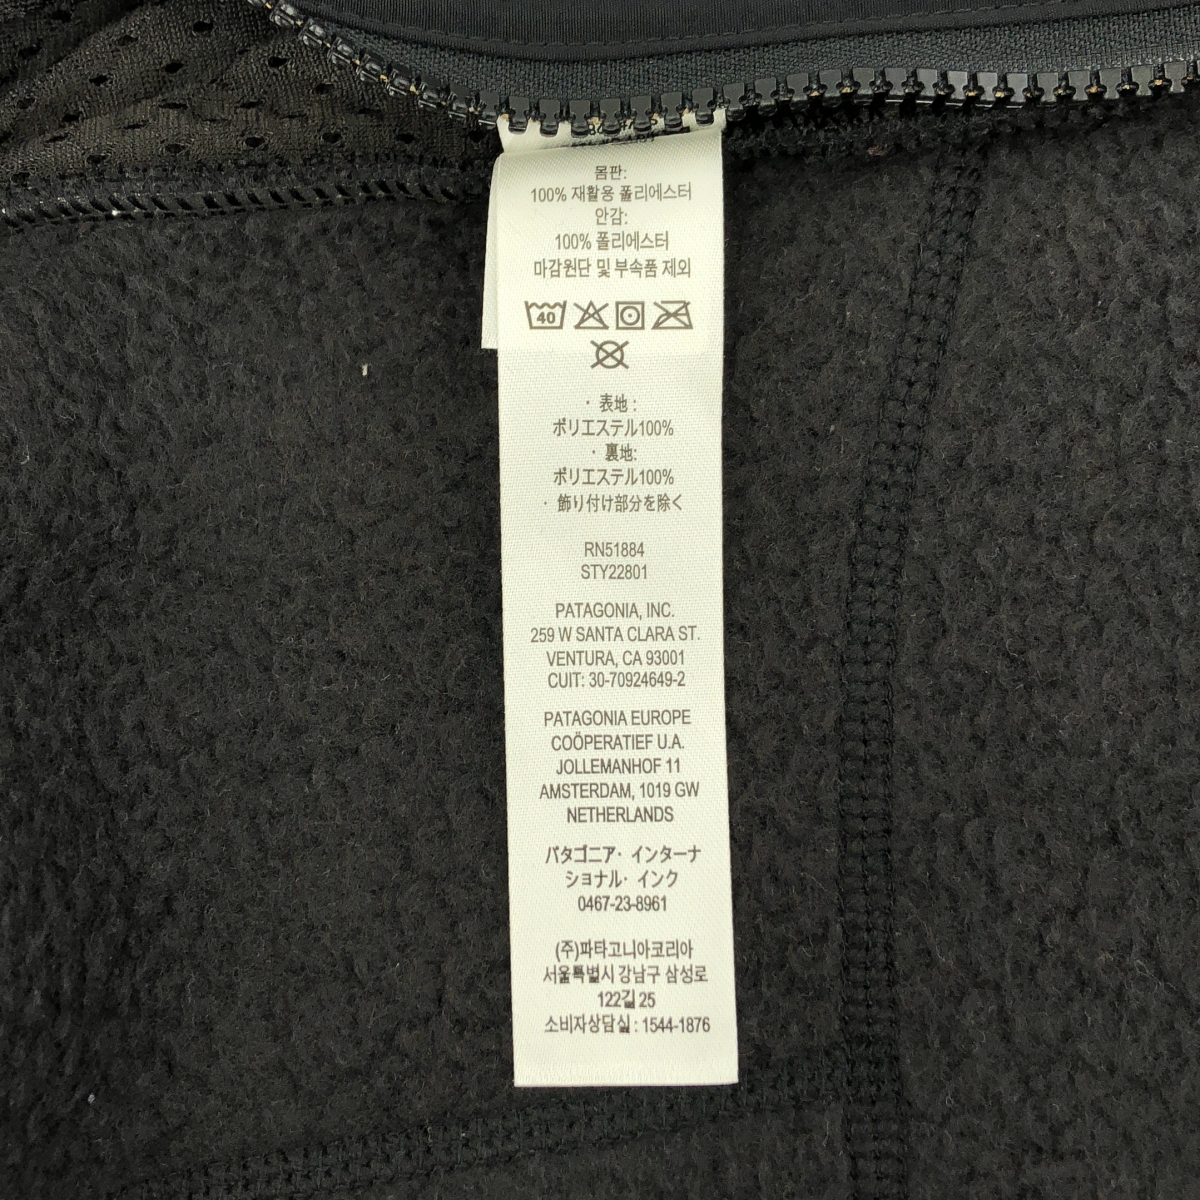 몸판:
100% 재활용 폴리에스터
안감:
100% 폴리에스터
마감원단 및 부속품 제외
40
・表地:
ポリエステル100%
・裏地:
ポリエステル100%
・飾り付け部分を除く
RN51884
STY22801
PATAGONIA, INC.
259 W SANTA CLARA ST.
VENTURA, CA 93001
CUIT: 30-70924649-2
PATAGONIA EUROPE
COÖPERATIEF U.A.
JOLLEMANHOF 11
AMSTERDAM, 1019 GW
NETHERLANDS
パタゴニア・インターナ
ショナル・インク
0467-23-8961
(주)파타고니아코리아
서울특별시 강남구 삼성로
122길 25
소비자상담실 : 1544-1876